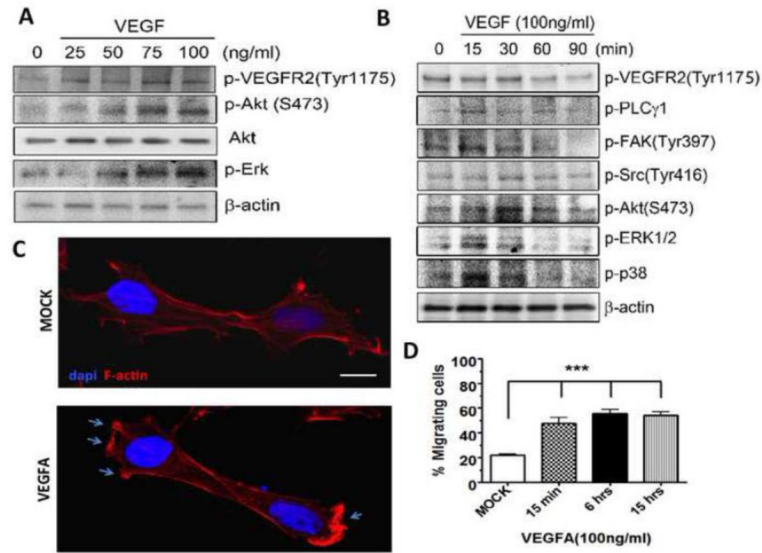 A
VEGF
0 25 50 75 100 (ng/ml)
p-VEGFR2(Tyr1175)
p-Akt (S473)
Akt
p-Erk
β-actin
B
VEGF (100ng/ml)
0 15 30 60 90 (min)
p-VEGFR2(Tyr1175)
p-PLCγ1
p-FAK(Tyr397)
p-Src(Tyr416)
p-Akt(S473)
p-ERK1/2
p-p38
β-actin
C
MOCK
dapi F-actin
VEGFA
D
***
% Migrating cells
100
80
60
40
20
0
MOCK 15 min 6 hrs 15 hrs
VEGFA(100ng/ml)